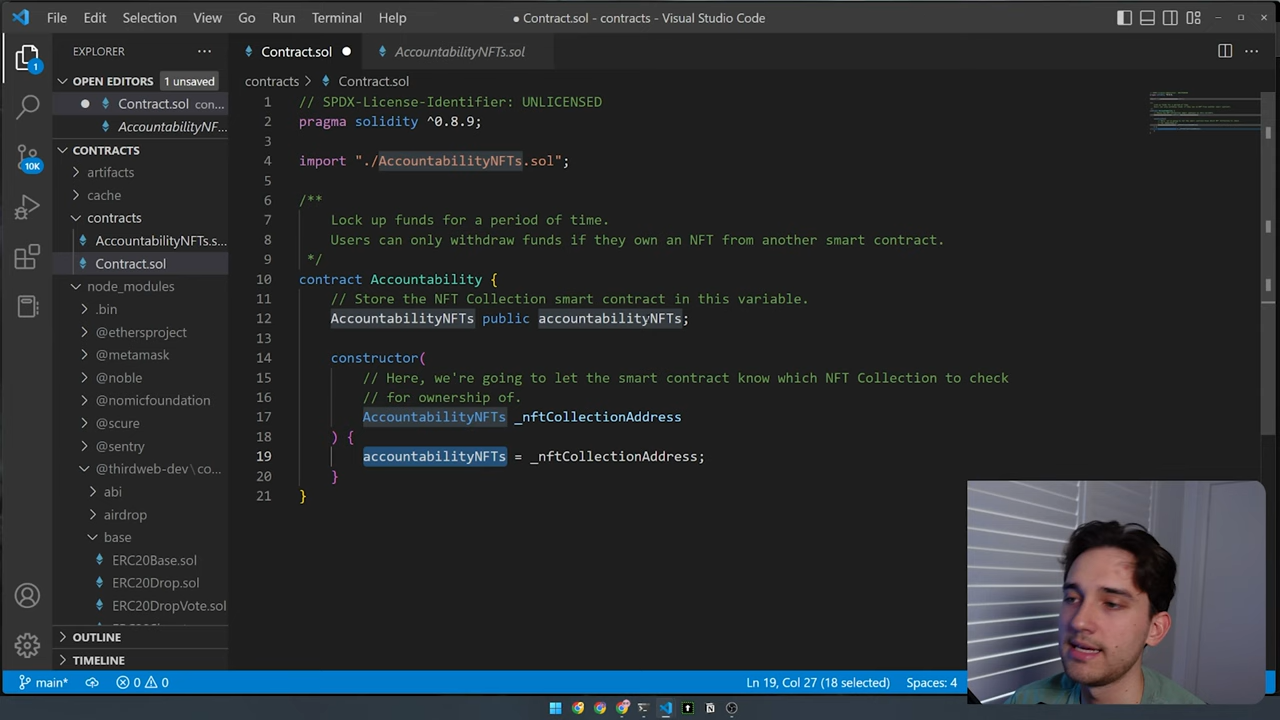 File Edit Selection View Go Run Terminal Help
● Contract.sol - contracts - Visual Studio Code
EXPLORER
OPEN EDITORS 1 unsaved
Contract.sol con...
AccountabilityNF...
CONTRACTS
artifacts
cache
contracts
AccountabilityNFTs.s...
Contract.sol
node_modules
.bin
@ethersproject
@metamask
@noble
@nomicfoundation
@scure
@sentry
@thirdweb-dev\co...
abi
airdrop
base
ERC20Base.sol
ERC20Drop.sol
ERC20DropVote.sol
OUTLINE
TIMELINE
1
10K
Contract.sol
AccountabilityNFTs.sol
contracts > Contract.sol
1 // SPDX-License-Identifier: UNLICENSED
2 pragma solidity ^0.8.9;
3
4 import "./AccountabilityNFTs.sol";
5
6 /**
7 Lock up funds for a period of time.
8 Users can only withdraw funds if they own an NFT from another smart contract.
9 */
10 contract Accountability {
11 // Store the NFT Collection smart contract in this variable.
12 AccountabilityNFTs public accountabilityNFTs;
13
14 constructor(
15 // Here, we're going to let the smart contract know which NFT Collection to check
16 // for ownership of.
17 AccountabilityNFTs _nftCollectionAddress
18 ) {
19 accountabilityNFTs = _nftCollectionAddress;
20 }
21 }
main* 0 0
Ln 19, Col 27 (18 selected) Spaces: 4